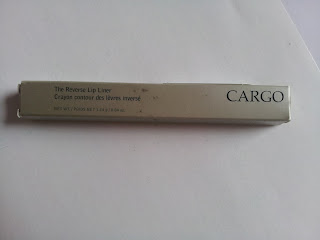 The Reverse Lip Liner
Crayon contour des lèvres inversé
CARGO